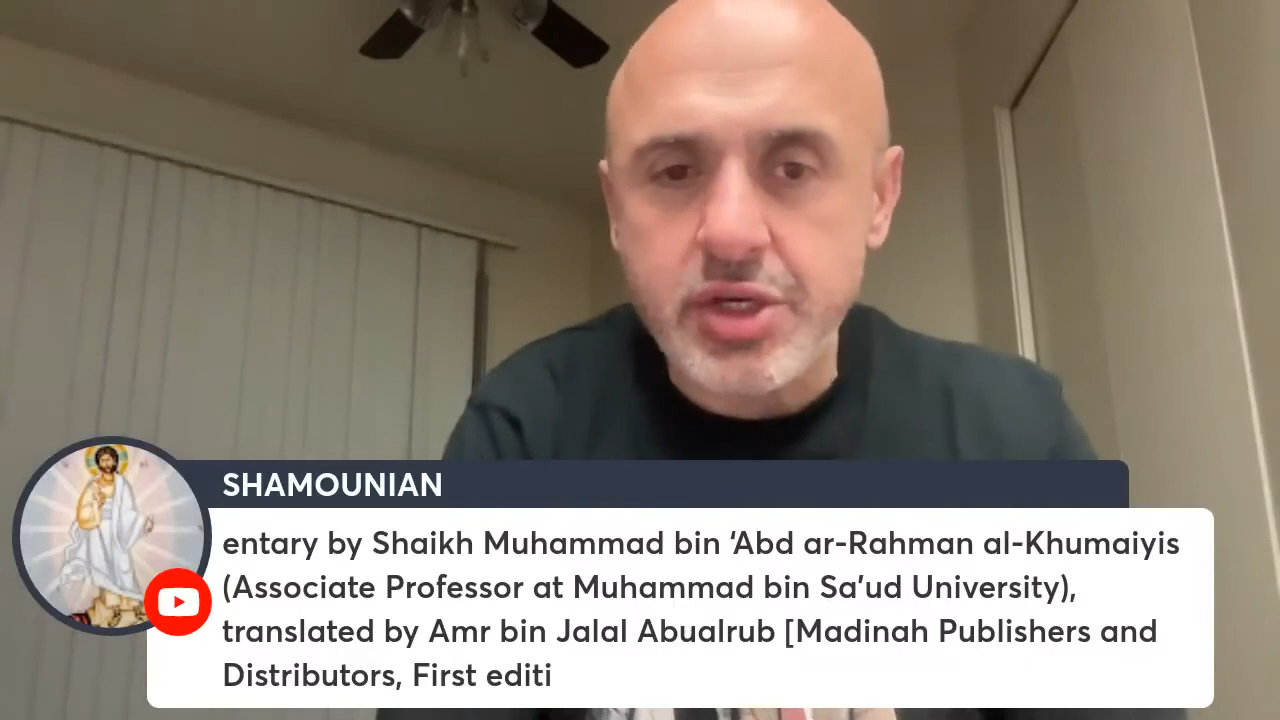 SHAMOUNIAN
entary by Shaikh Muhammad bin ‘Abd ar-Rahman al-Khumaiyis
(Associate Professor at Muhammad bin Sa’ud University),
translated by Amr bin Jalal Abualrub [Madinah Publishers and
Distributors, First editi